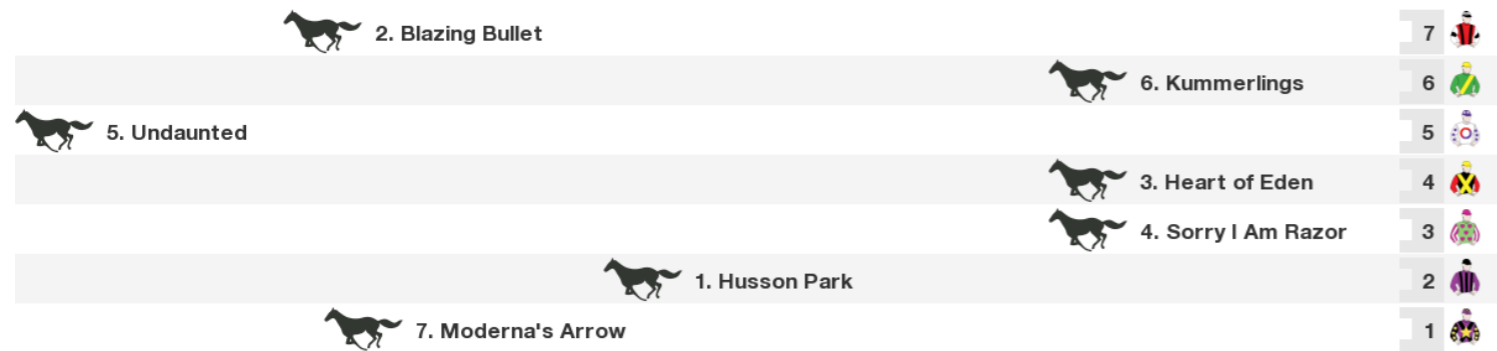 2. Blazing Bullet 7
6. Kummerlings 6
5. Undaunted 5
3. Heart of Eden 4
4. Sorry I Am Razor 3
1. Husson Park 2
7. Moderna's Arrow 1